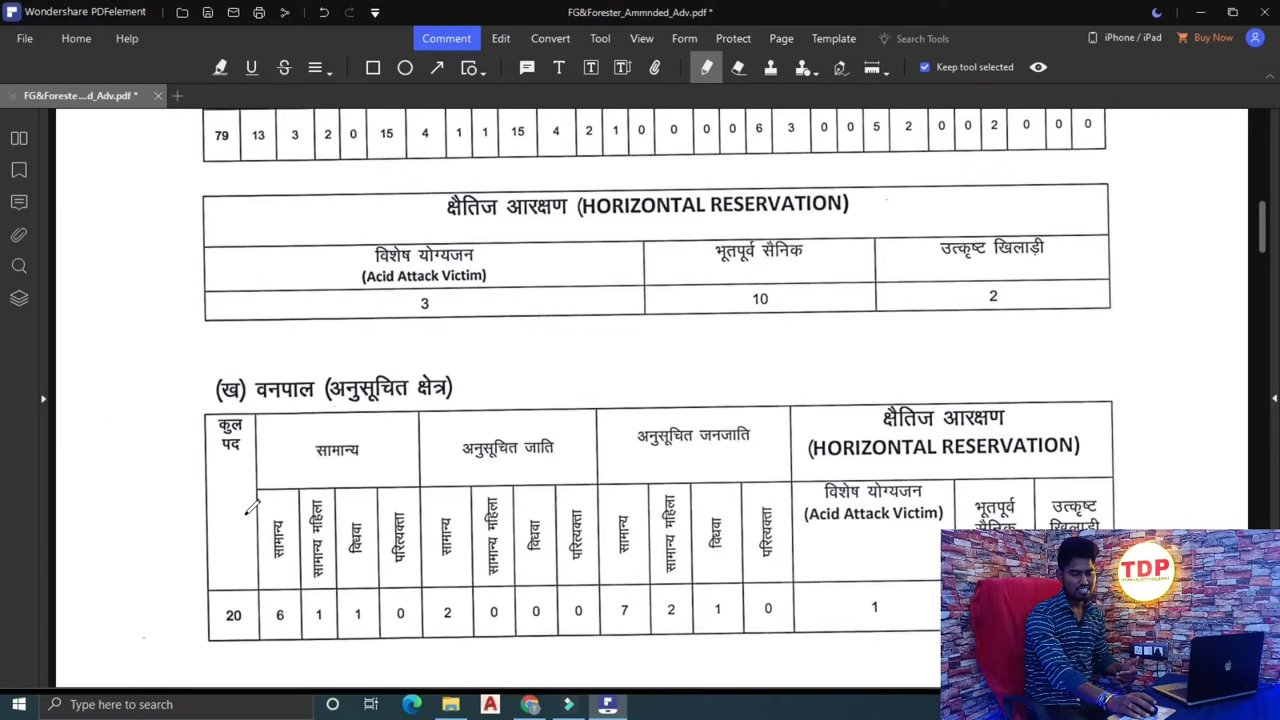 Wondershare PDFelement
FG&Forester_Ammnded_Adv.pdf *
File Home Help Comment Edit Convert Tool View Form Protect Page Template Search Tools iPhone / iPad Buy Now
Keep tool selected
FG&Foreste...d_Adv.pdf *
79 13 3 2 0 15 4 1 1 15 4 2 1 0 0 0 0 6 3 0 0 5 2 0 0 2 0 0 0
क्षैतिज आरक्षण (HORIZONTAL RESERVATION)
विशेष योग्यजन
(Acid Attack Victim)
भूतपूर्व सैनिक
उत्कृष्ट खिलाड़ी
3 10 2
(ख) वनपाल (अनुसूचित क्षेत्र)
कुल
पद
सामान्य
अनुसूचित जाति
अनुसूचित जनजाति
क्षैतिज आरक्षण
(HORIZONTAL RESERVATION)
सामान्य
सामान्य महिला
विधवा
परित्यक्ता
सामान्य
सामान्य महिला
विधवा
परित्यक्ता
सामान्य
सामान्य महिला
विधवा
परित्यक्ता
विशेष योग्यजन
(Acid Attack Victim)
भूतपूर्व
सैनिक
उत्कृष्ट
खिलाड़ी
20 6 1 1 0 2 0 0 0 7 2 1 0 1
TDP
Type here to search